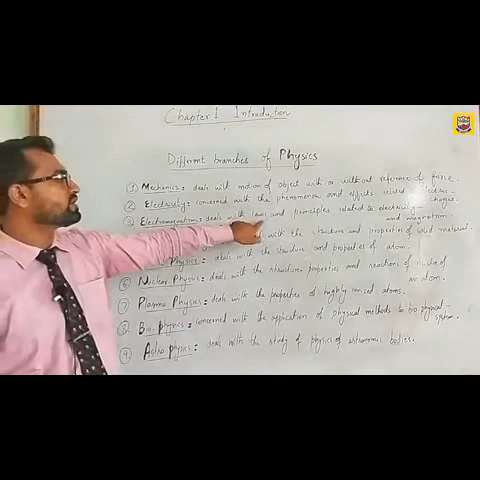 Chapter 1 Introduction
Different branches of Physics
① Mechanics: deals with motion of object with or without reference of force.
② Electricity: concerned with the phenomenon and effects related electric-
charges.
③ Electromagnetism: deals with laws and principles related to electricity
and magnetism.
with the structure and properties of solid material.
Physics: deals with the structure and properties of atom.
⑥ Nuclear Physics: deals with the structure, properties and reactions of nuclei of
an atom.
⑦ Plasma Physics: deals with the properties of highly ionized atoms.
⑧ Bio-Physics: concerned with the application of physical methods to bio-physical-
system.
⑨ Astro physics: deals with the study of physics of astronomic bodies.